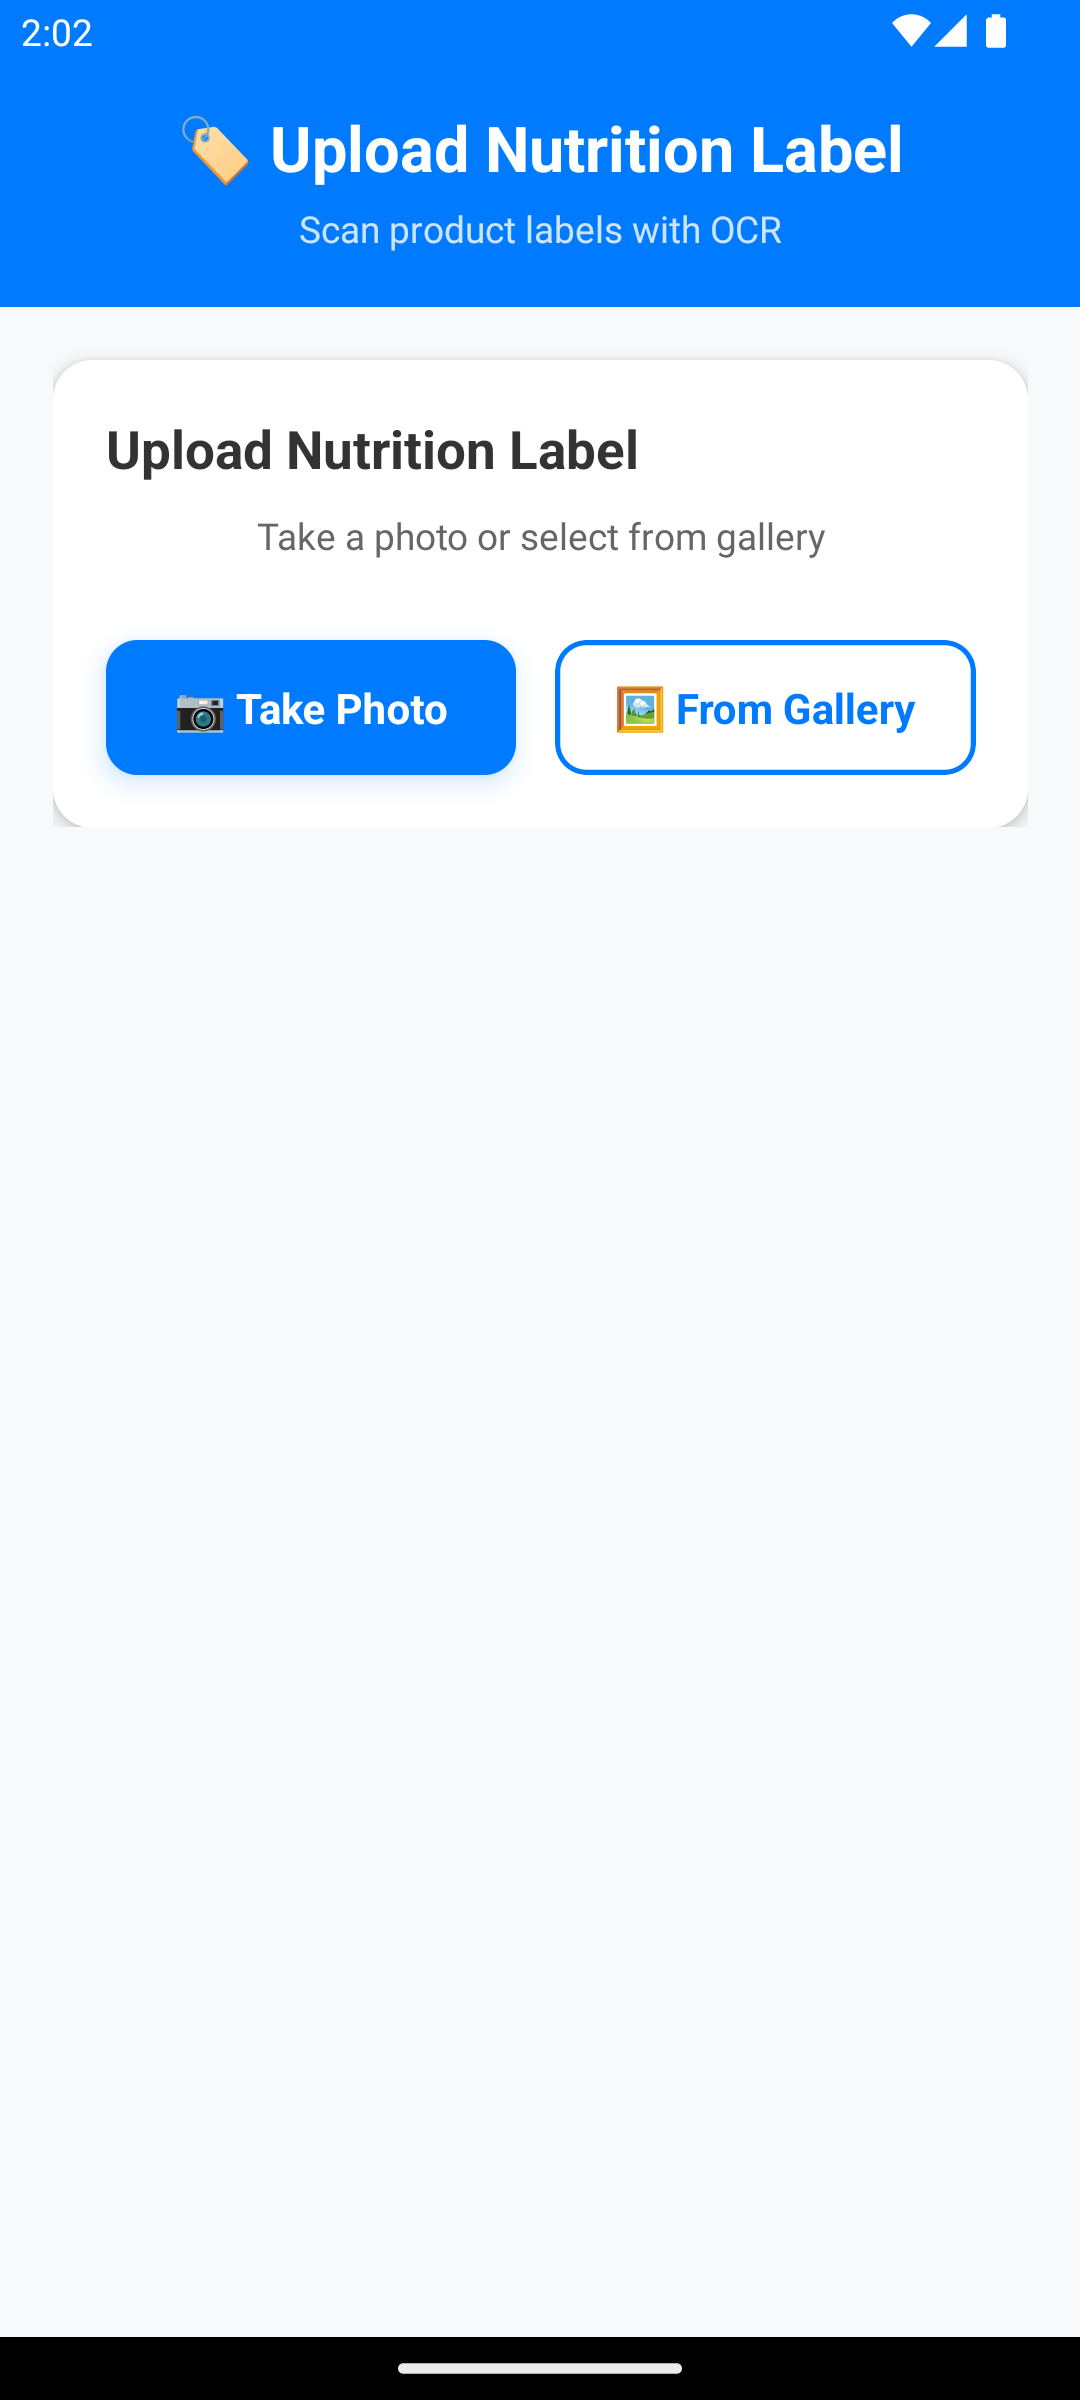 2:02
Upload Nutrition Label
Scan product labels with OCR
Upload Nutrition Label
Take a photo or select from gallery
Take Photo
From Gallery